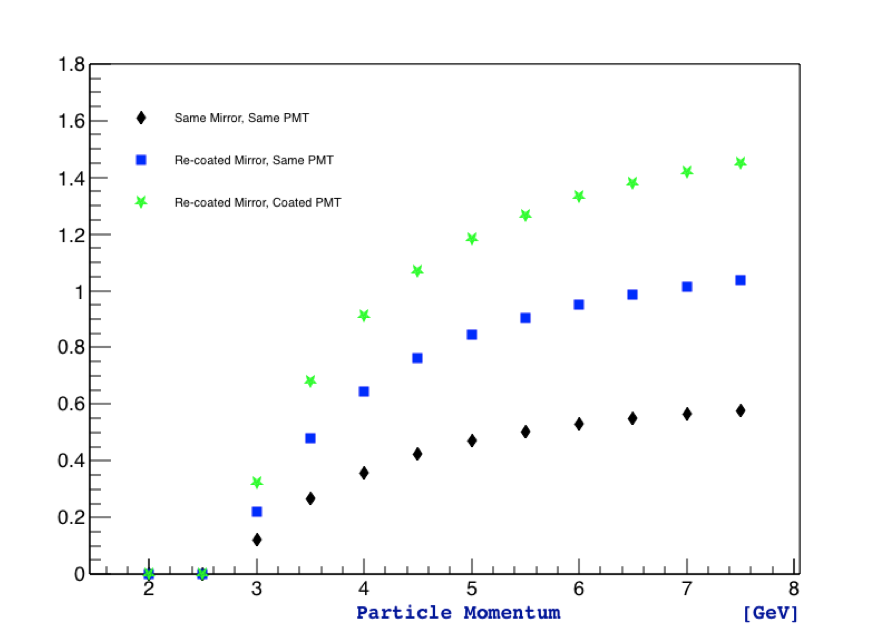 1.8
1.6
1.4
1.2
1
0.8
0.6
0.4
0.2
0
Same Mirror, Same PMT
Re-coated Mirror, Same PMT
Re-coated Mirror, Coated PMT
2 3 4 5 6 7 8
Particle Momentum [GeV]